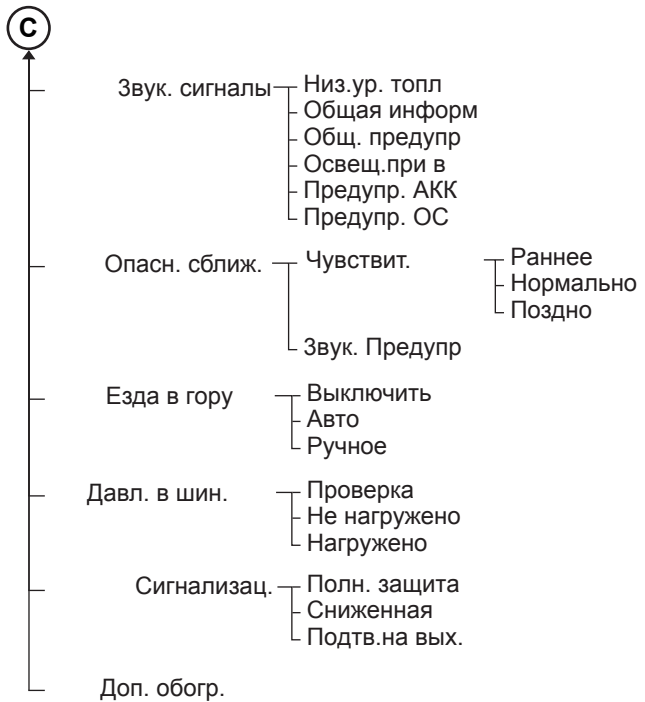 C
Звук. сигналы
Низ.ур. топл
Общая информ
Общ. предупр
Освещ.при в
Предупр. АКК
Предупр. ОС
Опасн. сближ.
Чувствит.
Раннее
Нормально
Поздно
Звук. Предупр
Езда в гору
Выключить
Авто
Ручное
Давл. в шин.
Проверка
Не нагружено
Нагружено
Сигнализац.
Полн. защита
Сниженная
Подтв.на вых.
Доп. обогр.